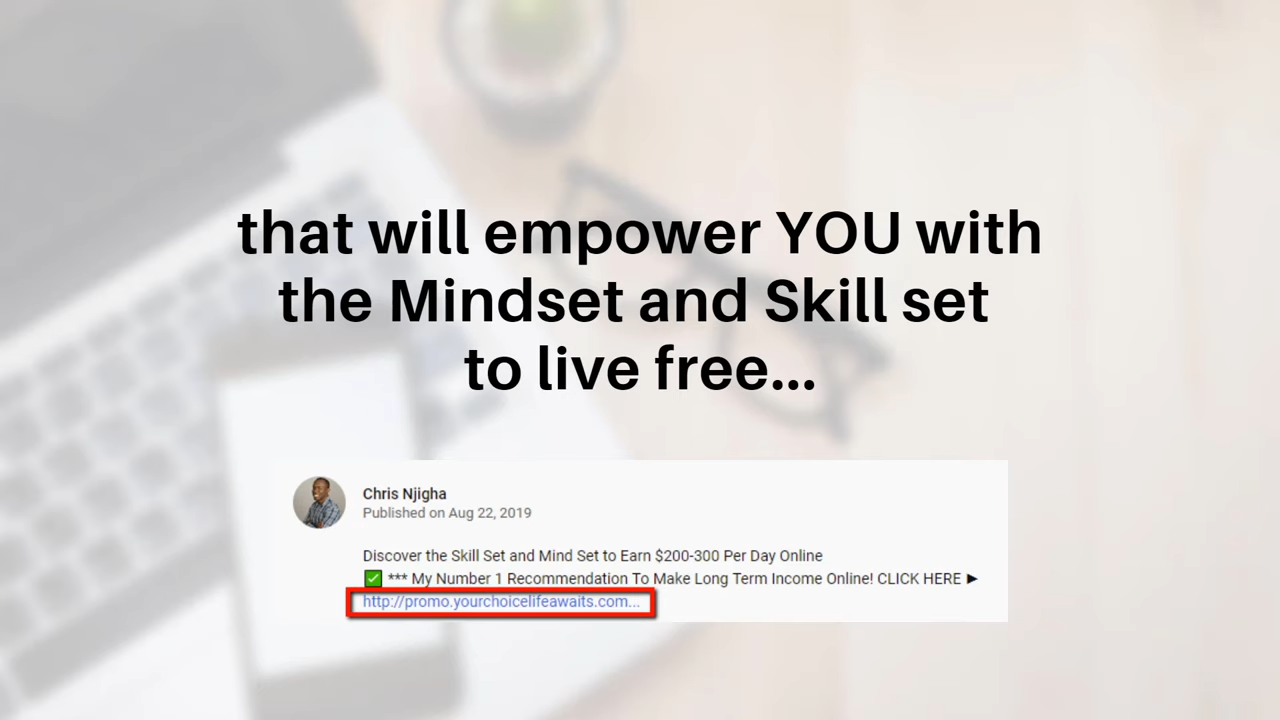 that will empower YOU with
the Mindset and Skill set
to live free...
Chris Njigha
Published on Aug 22, 2019
Discover the Skill Set and Mind Set to Earn $200-300 Per Day Online
✅ *** My Number 1 Recommendation To Make Long Term Income Online! CLICK HERE ►
http://promo.yourchoicelifeawaits.com...